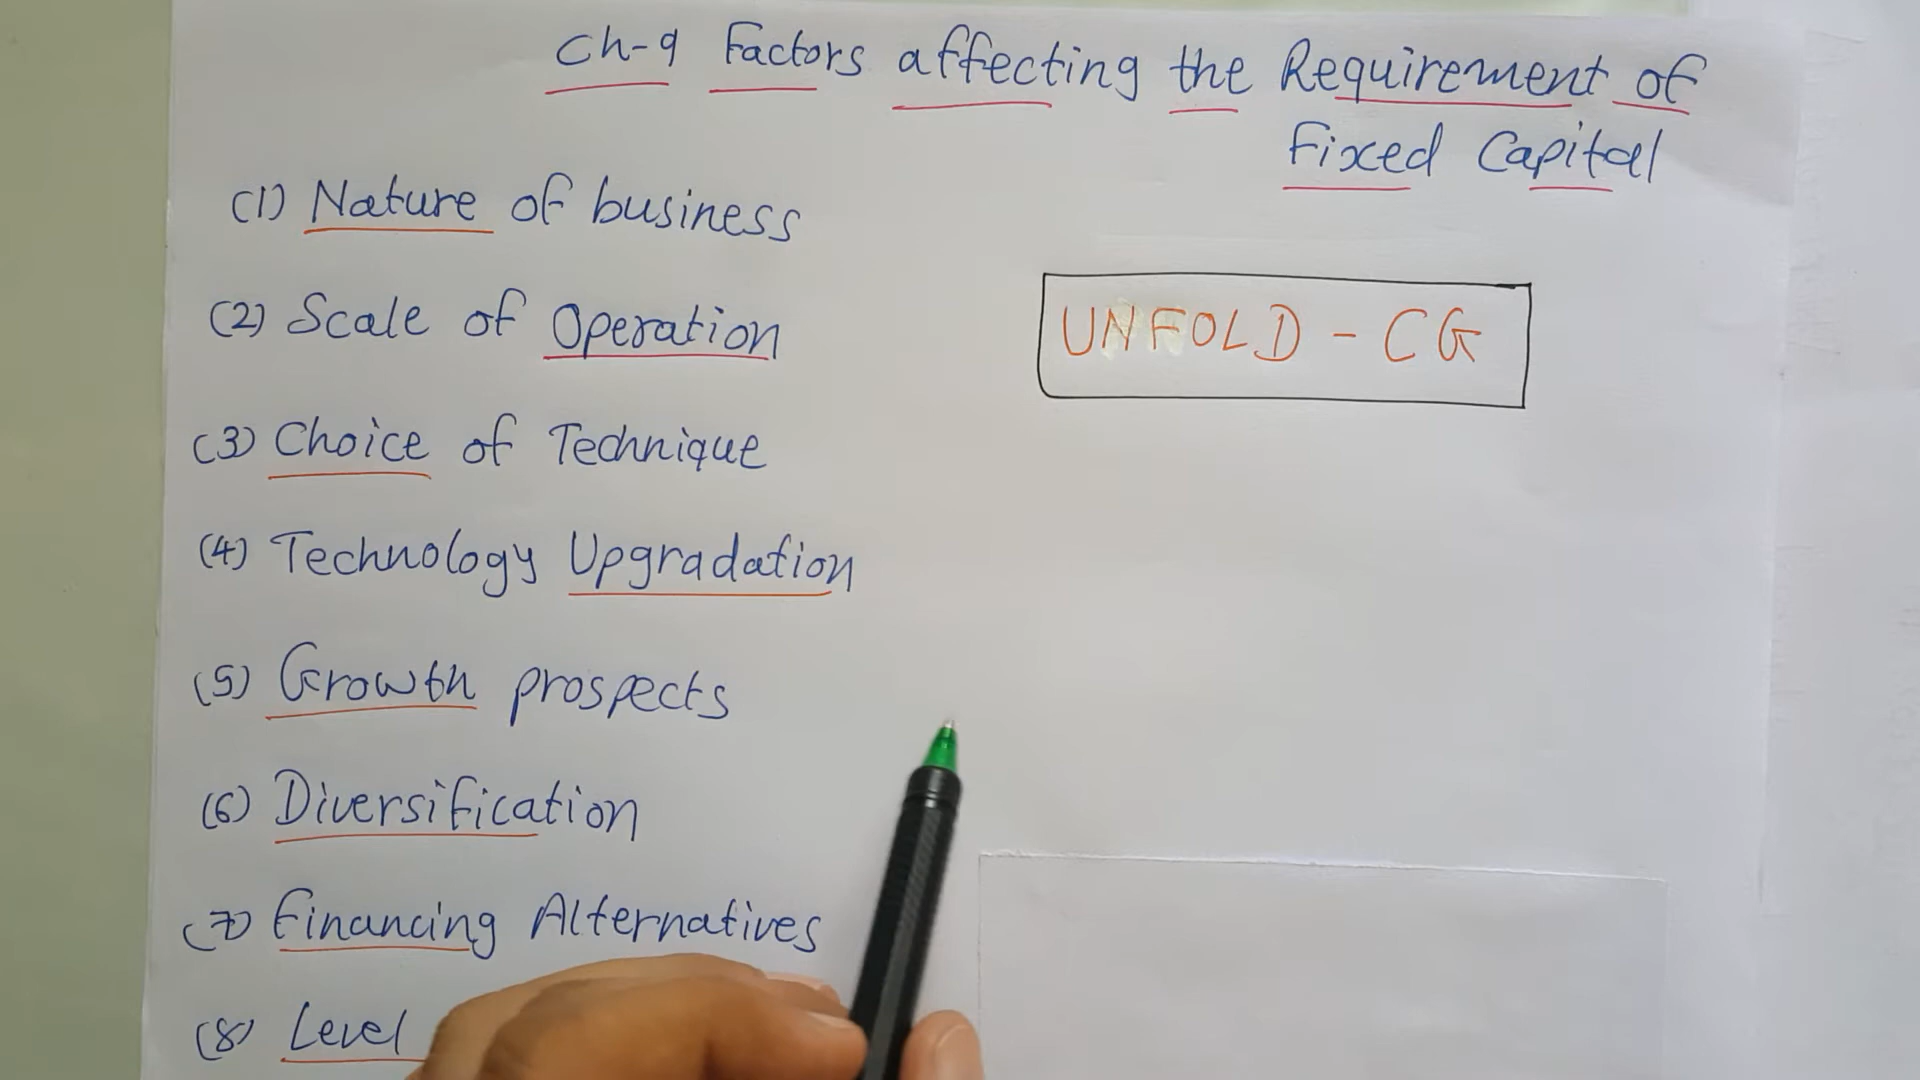 Ch-9 Factors affecting the Requirement of
Fixed Capital
(1) Nature of business
(2) Scale of Operation
UNFOLD - CG
(3) Choice of Technique
(4) Technology Upgradation
(5) Growth prospects
(6) Diversification
(7) Financing Alternatives
(8) Level